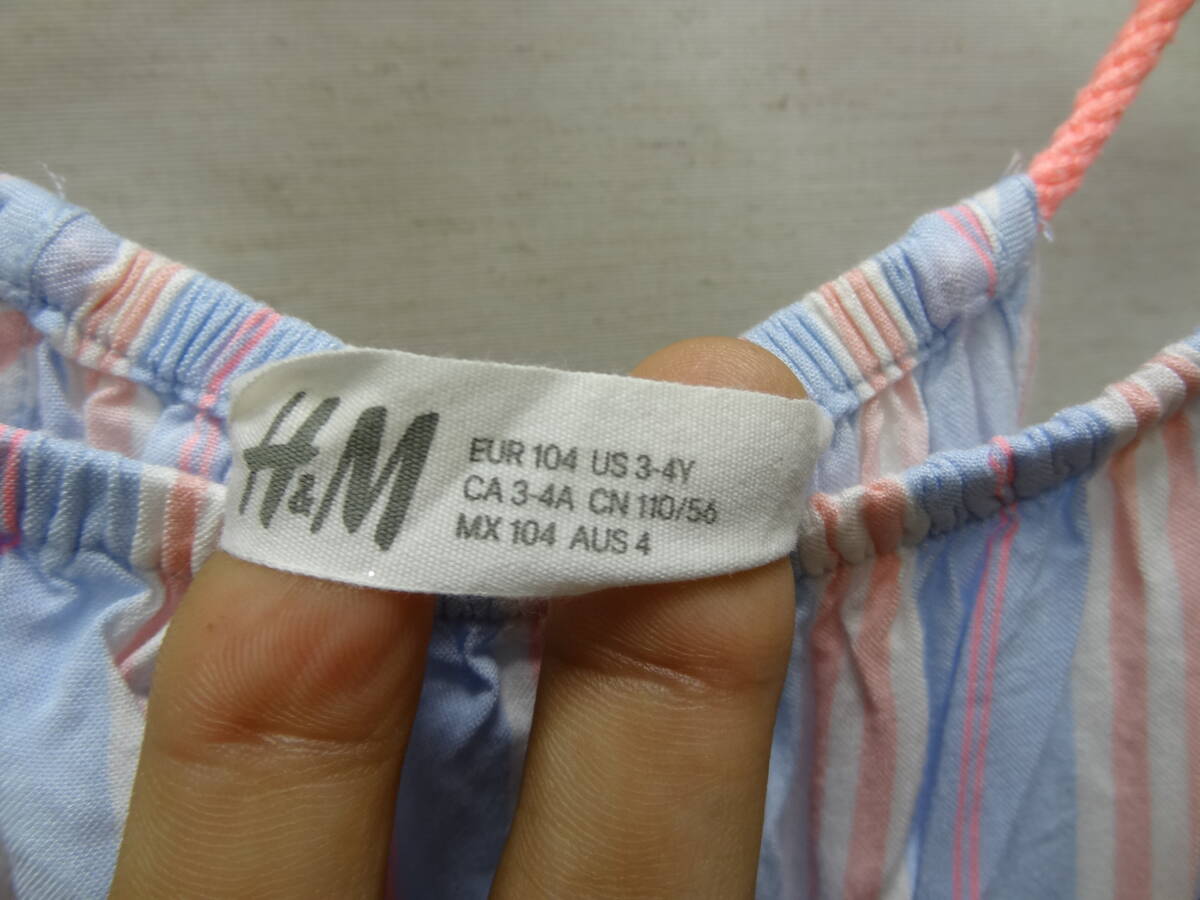 H&M
EUR 104 US 3-4Y
CA 3-4A CN 110/56
MX 104 AUS 4